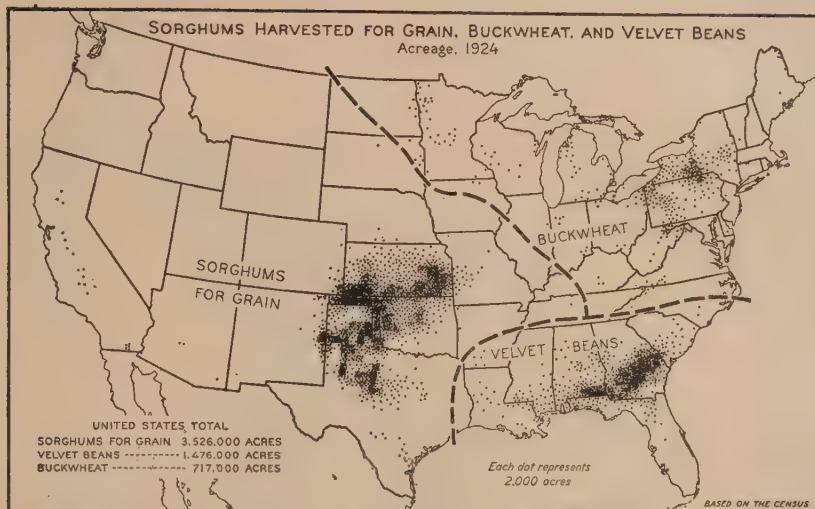 SORGHUMS HARVESTED FOR GRAIN, BUCKWHEAT, AND VELVET BEANS
Acreage, 1924
BUCKWHEAT
SORGHUMS
FOR GRAIN
VELVET BEANS
UNITED STATES TOTAL
SORGHUMS FOR GRAIN 3.526.000 ACRES
VELVET BEANS -------- 1.476.000 ACRES
BUCKWHEAT ---------- 717.000 ACRES
Each dot represents
2.000 acres
BASED ON THE CENSUS